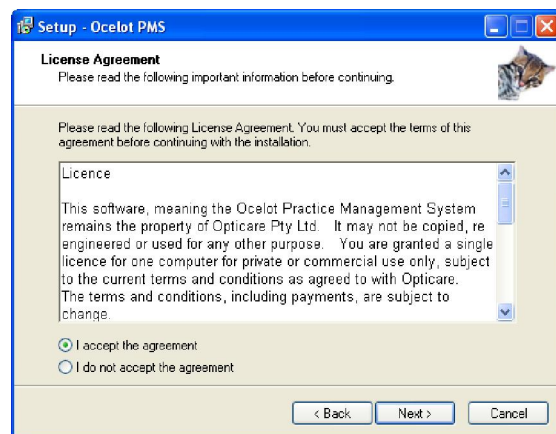 Setup - Ocelot PMS
License Agreement
Please read the following important information before continuing.
Please read the following License Agreement. You must accept the terms of this
agreement before continuing with the installation.
Licence
This software, meaning the Ocelot Practice Management System
remains the property of Opticare Pty Ltd.  It may not be copied, re
engineered or used for any other purpose.  You are granted a single
licence for one computer for private or commercial use only, subject
to the current terms and conditions as agreed to with Opticare.
The terms and conditions, including payments, are subject to
change.
I accept the agreement
I do not accept the agreement
< Back Next > Cancel